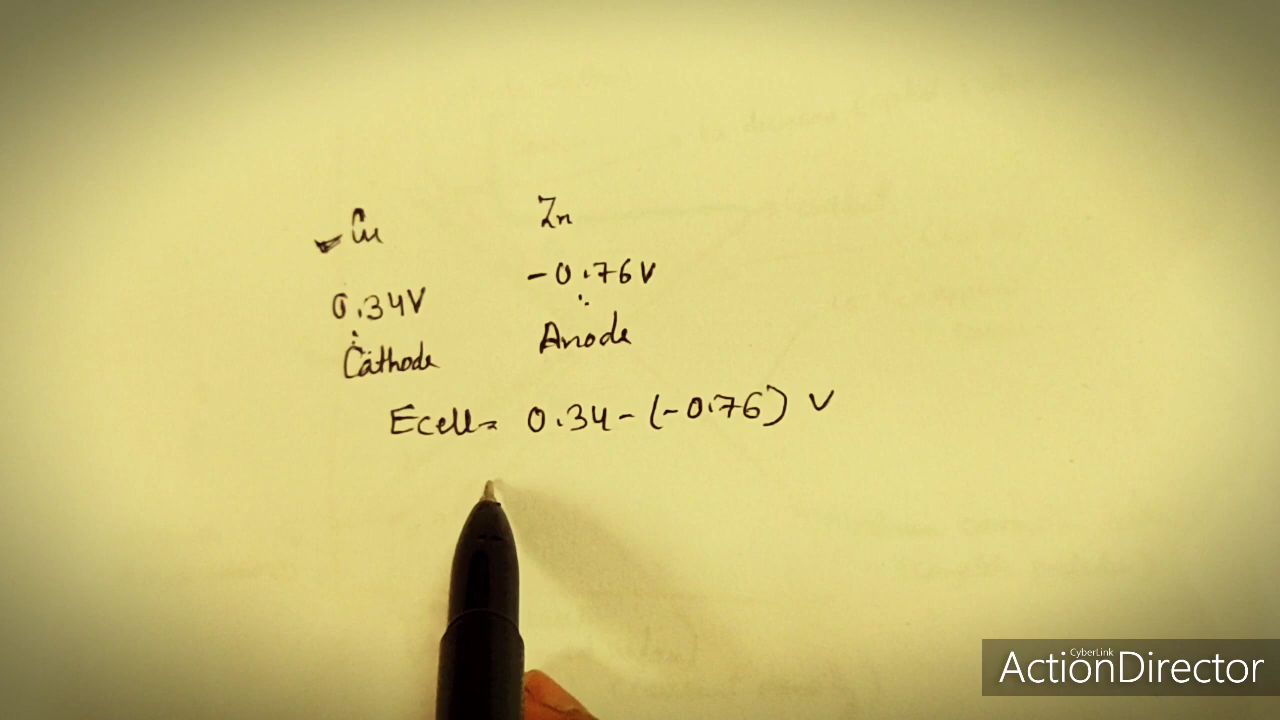 Cu Zn
0.34V -0.76V
Cathode Anode
Ecell= 0.34-(-0.76) V
CyberLink
ActionDirector